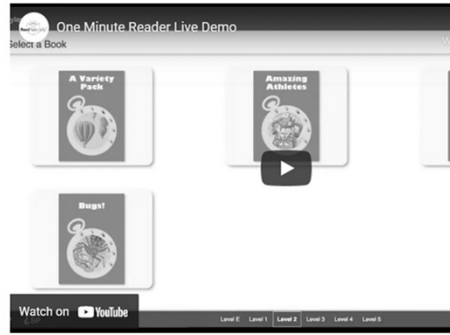 One Minute Reader Live Demo
Select a Book
A Variety
Pack
Amazing
Athletes
Bugs!
Watch on YouTube
Level E Level 1 Level 2 Level 3 Level 4 Level 5